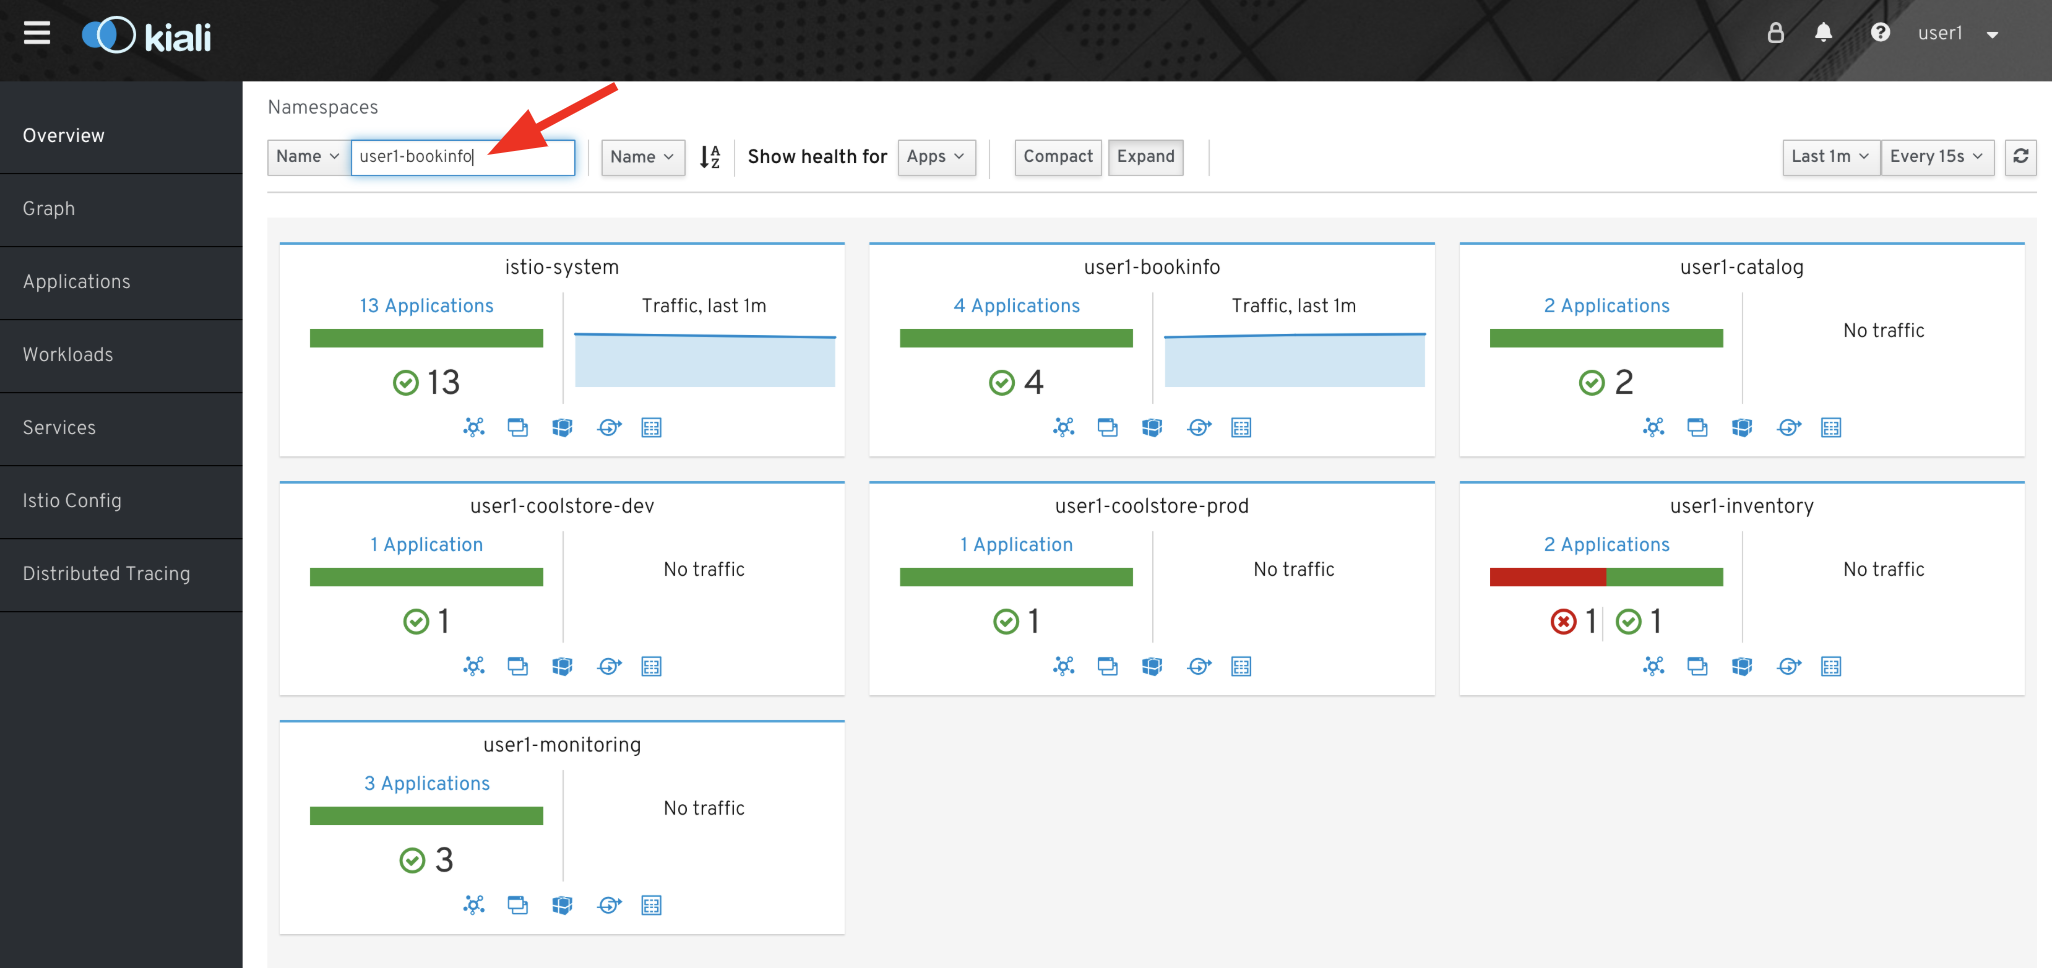 kiali
user1
Overview
Graph
Applications
Workloads
Services
Istio Config
Distributed Tracing
Namespaces
Name user1-bookinfo Name Show health for Apps Compact Expand Last 1m Every 15s
istio-system
13 Applications
Traffic, last 1m
13
user1-bookinfo
4 Applications
Traffic, last 1m
4
user1-catalog
2 Applications
No traffic
2
user1-coolstore-dev
1 Application
No traffic
1
user1-coolstore-prod
1 Application
No traffic
1
user1-inventory
2 Applications
No traffic
1 1
user1-monitoring
3 Applications
No traffic
3